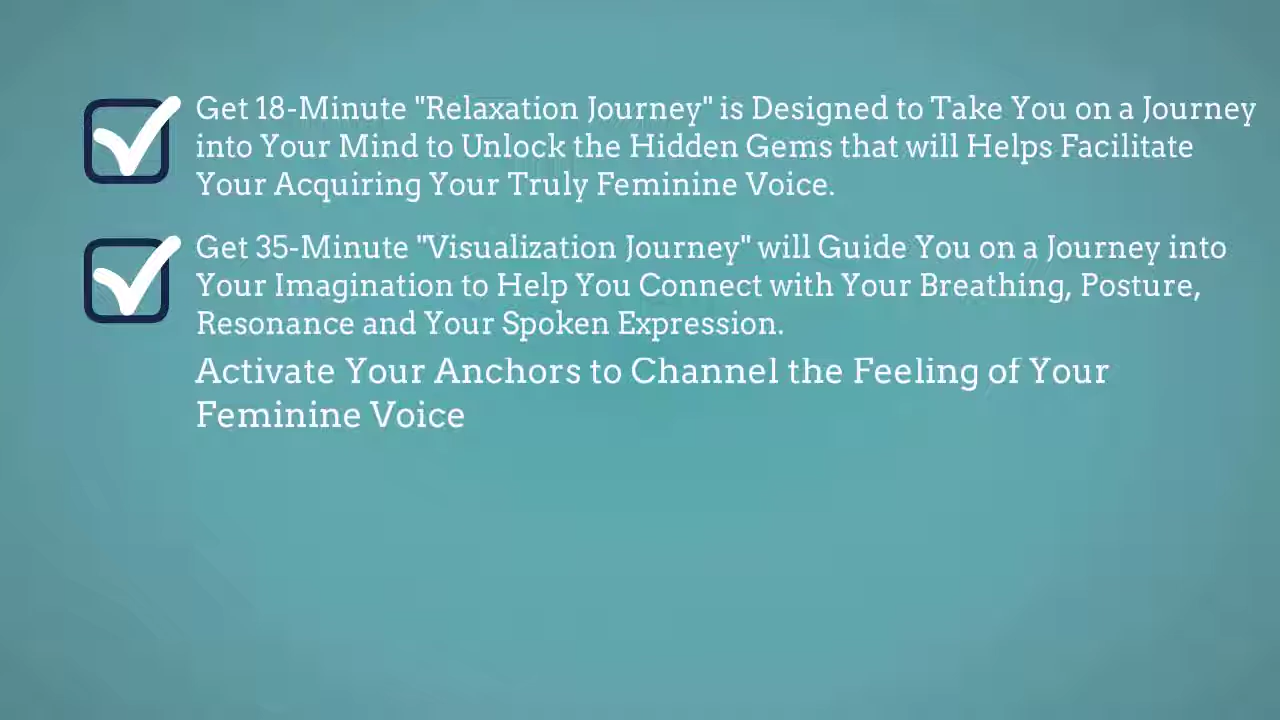 Get 18-Minute "Relaxation Journey" is Designed to Take You on a Journey
into Your Mind to Unlock the Hidden Gems that will Helps Facilitate
Your Acquiring Your Truly Feminine Voice.
Get 35-Minute "Visualization Journey" will Guide You on a Journey into
Your Imagination to Help You Connect with Your Breathing, Posture,
Resonance and Your Spoken Expression.
Activate Your Anchors to Channel the Feeling of Your
Feminine Voice